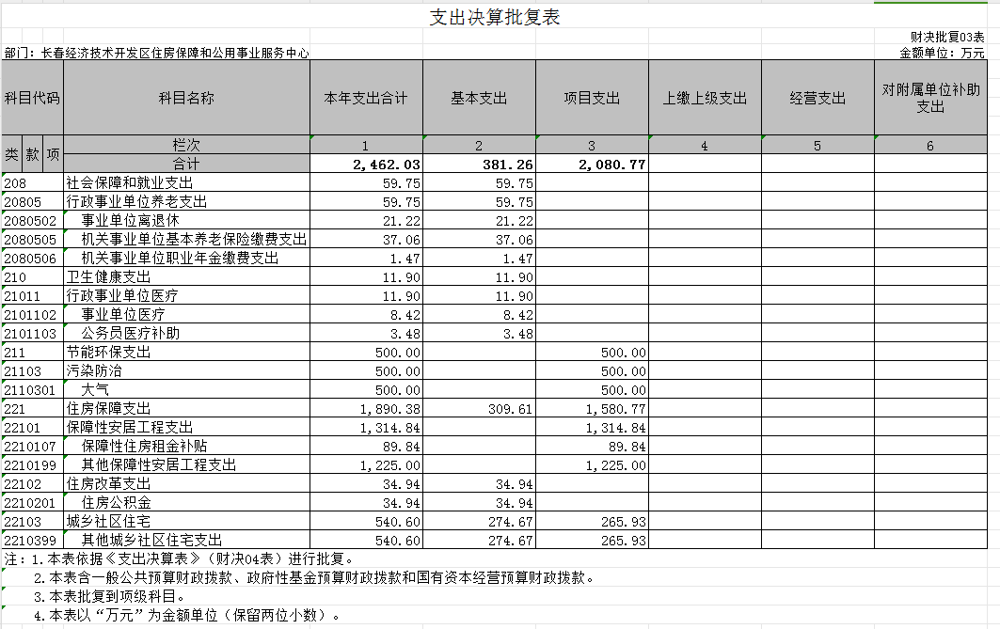 支出决算批复表
财决批复03表
部门：长春经济技术开发区住房保障和公用事业服务中心 金额单位：万元
科目代码 科目名称 本年支出合计 基本支出 项目支出 上缴上级支出 经营支出 对附属单位补助支出
类 款 项 栏次 1 2 3 4 5 6
合计 2,462.03 381.26 2,080.77
208 社会保障和就业支出 59.75 59.75
20805 行政事业单位养老支出 59.75 59.75
2080502 事业单位离退休 21.22 21.22
2080505 机关事业单位基本养老保险缴费支出 37.06 37.06
2080506 机关事业单位职业年金缴费支出 1.47 1.47
210 卫生健康支出 11.90 11.90
21011 行政事业单位医疗 11.90 11.90
2101102 事业单位医疗 8.42 8.42
2101103 公务员医疗补助 3.48 3.48
211 节能环保支出 500.00 500.00
21103 污染防治 500.00 500.00
2110301 大气 500.00 500.00
221 住房保障支出 1,890.38 309.61 1,580.77
22101 保障性安居工程支出 1,314.84 1,314.84
2210107 保障性住房租金补贴 89.84 89.84
2210199 其他保障性安居工程支出 1,225.00 1,225.00
22102 住房改革支出 34.94 34.94
2210201 住房公积金 34.94 34.94
22103 城乡社区住宅 540.60 274.67 265.93
2210399 其他城乡社区住宅支出 540.60 274.67 265.93
注：1.本表依据《支出决算表》（财决04表）进行批复。
2.本表含一般公共预算财政拨款、政府性基金预算财政拨款和国有资本经营预算财政拨款。
3.本表批复到项级科目。
4.本表以“万元”为金额单位（保留两位小数）。